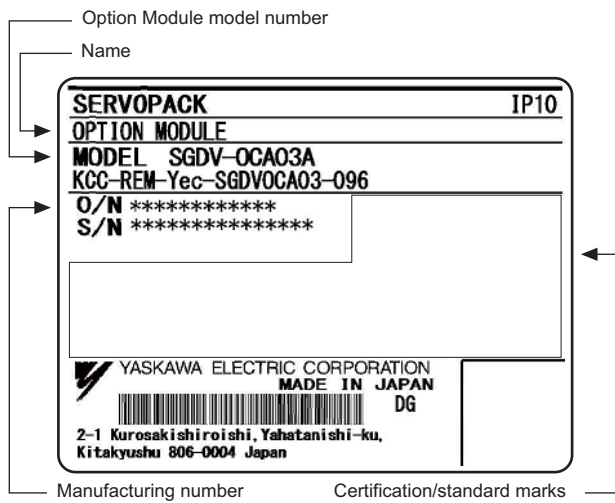 Option Module model number
Name
SERVOPACK IP10
OPTION MODULE
MODEL SGDV-OCA03A
KCC-REM-Yec-SGDVOCA03-096
O/N ************
S/N ***************
YASKAWA ELECTRIC CORPORATION
MADE IN JAPAN
DG
2-1 Kurosakishiroishi, Yahatanishi-ku,
Kitakyushu 806-0004 Japan
Manufacturing number Certification/standard marks